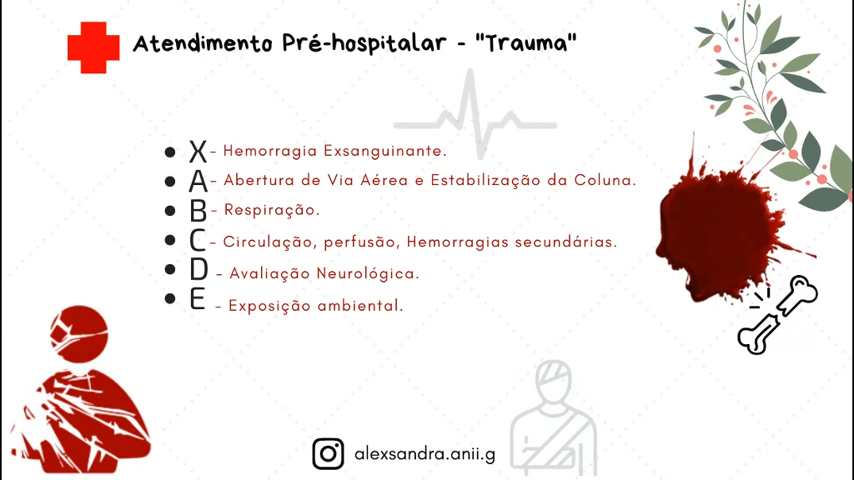 Atendimento Pré-hospitalar - "Trauma"
X - Hemorragia Exsanguinante.
A - Abertura de Via Aérea e Estabilização da Coluna.
B - Respiração.
C - Circulação, perfusão, Hemorragias secundárias.
D - Avaliação Neurológica.
E - Exposição ambiental.
alexsandra.anii.g